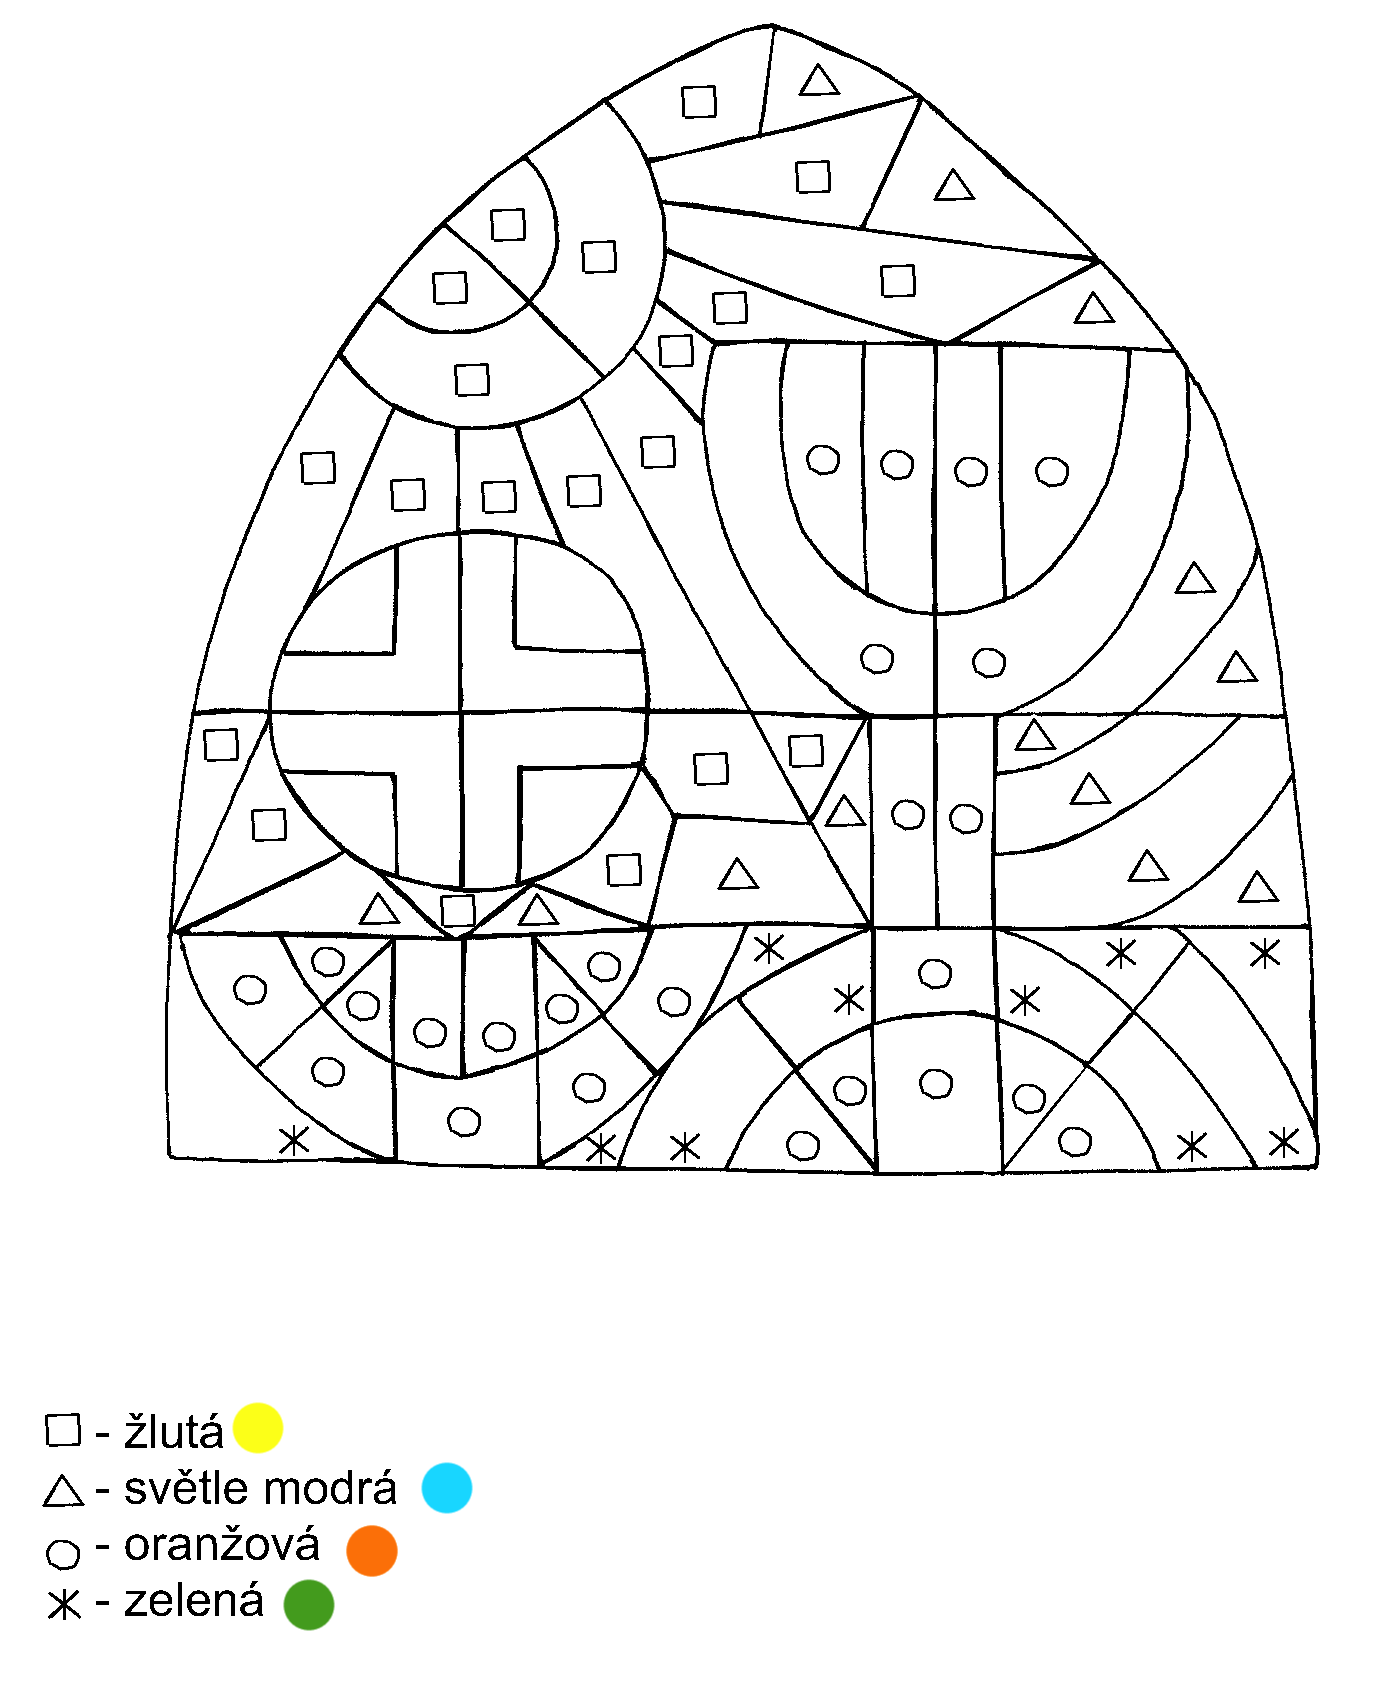 - žlutá
- světle modrá
- oranžová
- zelená